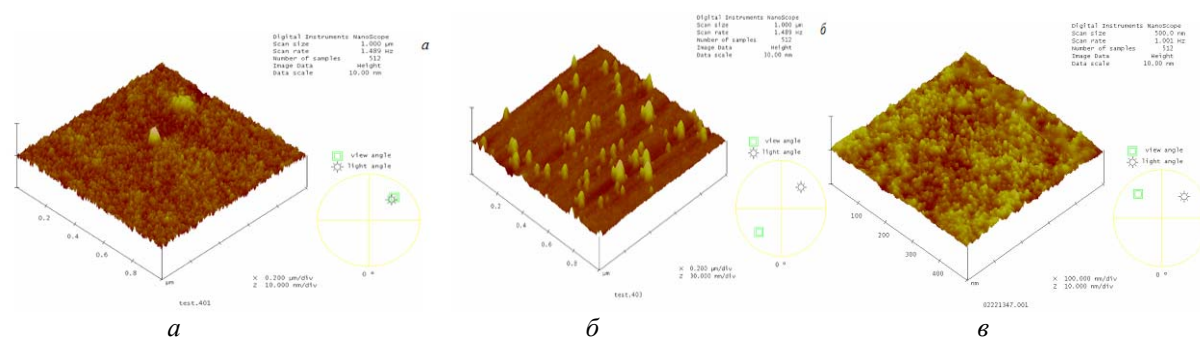 Digital Instruments NanoScope
Scan size 1.000 µm
Scan rate 1.489 Hz
Number of samples 512
Image Data Height
Data scale 10.00 nm
а
view angle
light angle
0 °
0.2
0.4
0.6
0.8
µm
X 0.200 µm/div
Z 10.000 nm/div
test.401
а
Digital Instruments NanoScope
Scan size 1.000 µm
Scan rate 1.489 Hz
Number of samples 512
Image Data Height
Data scale 30.00 nm
б
view angle
light angle
0 °
0.2
0.4
0.6
0.8
µm
X 0.200 µm/div
Z 30.000 nm/div
test.403
б
Digital Instruments NanoScope
Scan size 500.0 nm
Scan rate 1.001 Hz
Number of samples 512
Image Data Height
Data scale 10.00 nm
view angle
light angle
0 °
100
200
300
400
nm
X 100.000 nm/div
Z 10.000 nm/div
02221347.001
в